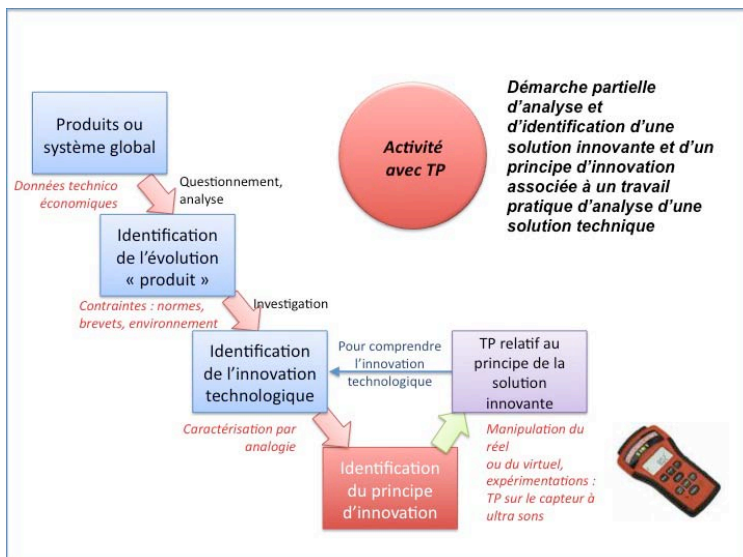 Produits ou
système global
Données technico
économiques
Questionnement,
analyse
Identification
de l'évolution
« produit »
Contraintes : normes,
brevets, environnement
Investigation
Identification
de l'innovation
technologique
Caractérisation par
analogie
Identification
du principe
d'innovation
Pour comprendre
l'innovation
technologique
TP relatif au
principe de la
solution
innovante
Manipulation du
réel
ou du virtuel,
expérimentations :
TP sur le capteur à
ultra sons
Activité
avec TP
Démarche partielle
d'analyse et
d'identification d'une
solution innovante et d'un
principe d'innovation
associée à un travail
pratique d'analyse d'une
solution technique